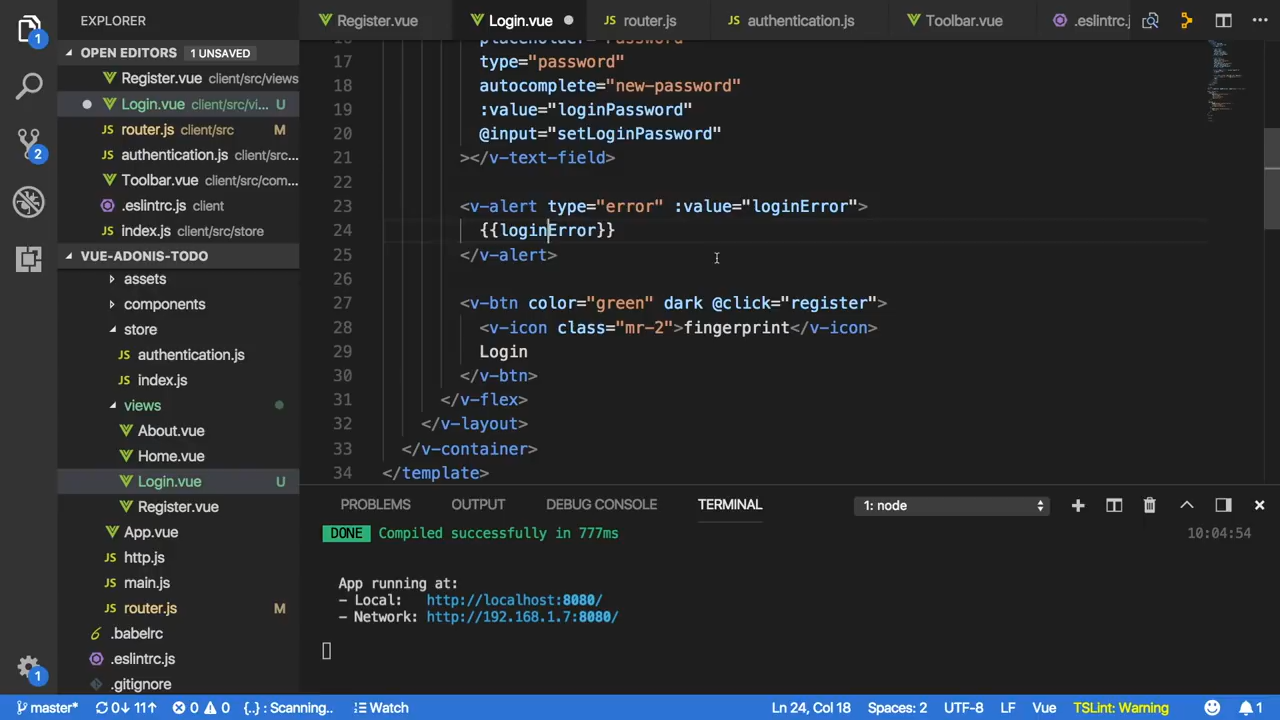 EXPLORER
Register.vue
Login.vue
router.js
authentication.js
Toolbar.vue
.eslintrc.j
OPEN EDITORS
1 UNSAVED
Register.vue client/src/views
Login.vue client/src/vi... U
router.js client/src M
authentication.js client/src...
Toolbar.vue client/src/com...
.eslintrc.js client
index.js client/src/store
VUE-ADONIS-TODO
assets
components
store
authentication.js
index.js
views
About.vue
Home.vue
Login.vue U
Register.vue
App.vue
http.js
main.js
router.js M
.babelrc
.eslintrc.js
.gitignore
16 placeholder="Password"
17 type="password"
18 autocomplete="new-password"
19 :value="loginPassword"
20 @input="setLoginPassword"
21 ></v-text-field>
22
23 <v-alert type="error" :value="loginError">
24 {{loginError}}
25 </v-alert>
26
27 <v-btn color="green" dark @click="register">
28 <v-icon class="mr-2">fingerprint</v-icon>
29 Login
30 </v-btn>
31 </v-flex>
32 </v-layout>
33 </v-container>
34 </template>
PROBLEMS OUTPUT DEBUG CONSOLE TERMINAL 1: node
DONE Compiled successfully in 777ms 10:04:54
App running at:
- Local: http://localhost:8080/
- Network: http://192.168.1.7:8080/
1
2
1
master* 0↓ 11↑ 0 0 {..} : Scanning.. Watch Ln 24, Col 18 Spaces: 2 UTF-8 LF Vue TSLint: Warning 1